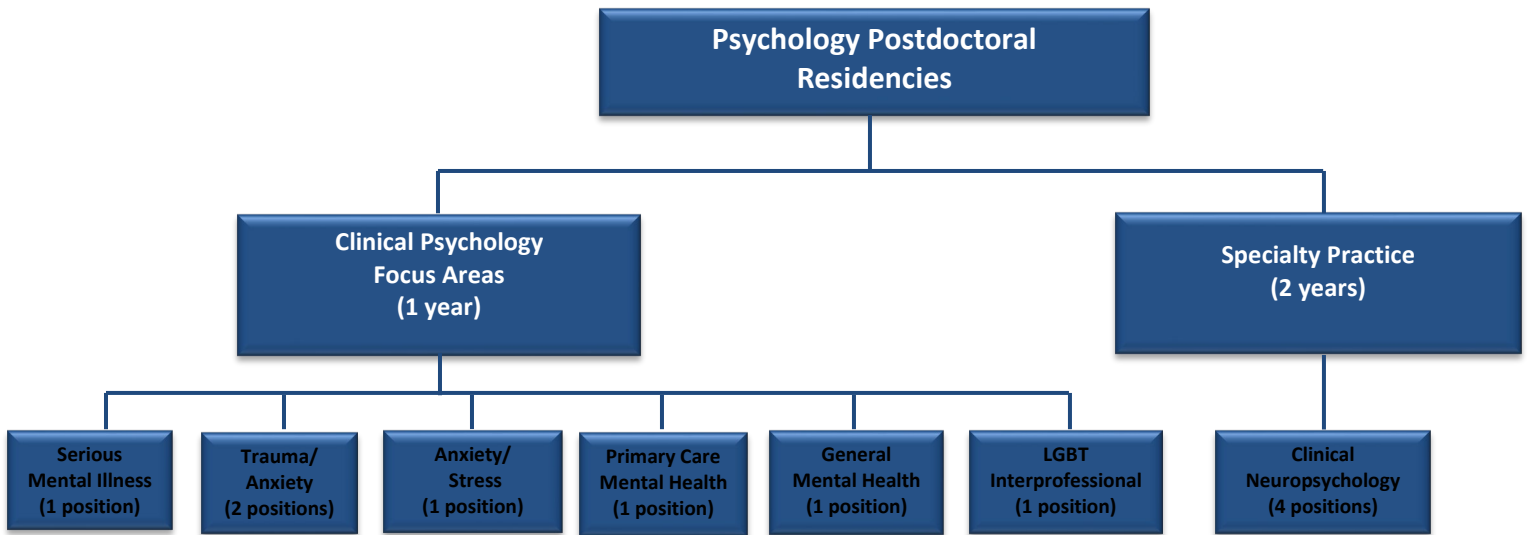 Psychology Postdoctoral
Residencies
Clinical Psychology
Focus Areas
(1 year)
Specialty Practice
(2 years)
Serious
Mental Illness
(1 position)
Trauma/
Anxiety
(2 positions)
Anxiety/
Stress
(1 position)
Primary Care
Mental Health
(1 position)
General
Mental Health
(1 position)
LGBT
Interprofessional
(1 position)
Clinical
Neuropsychology
(4 positions)